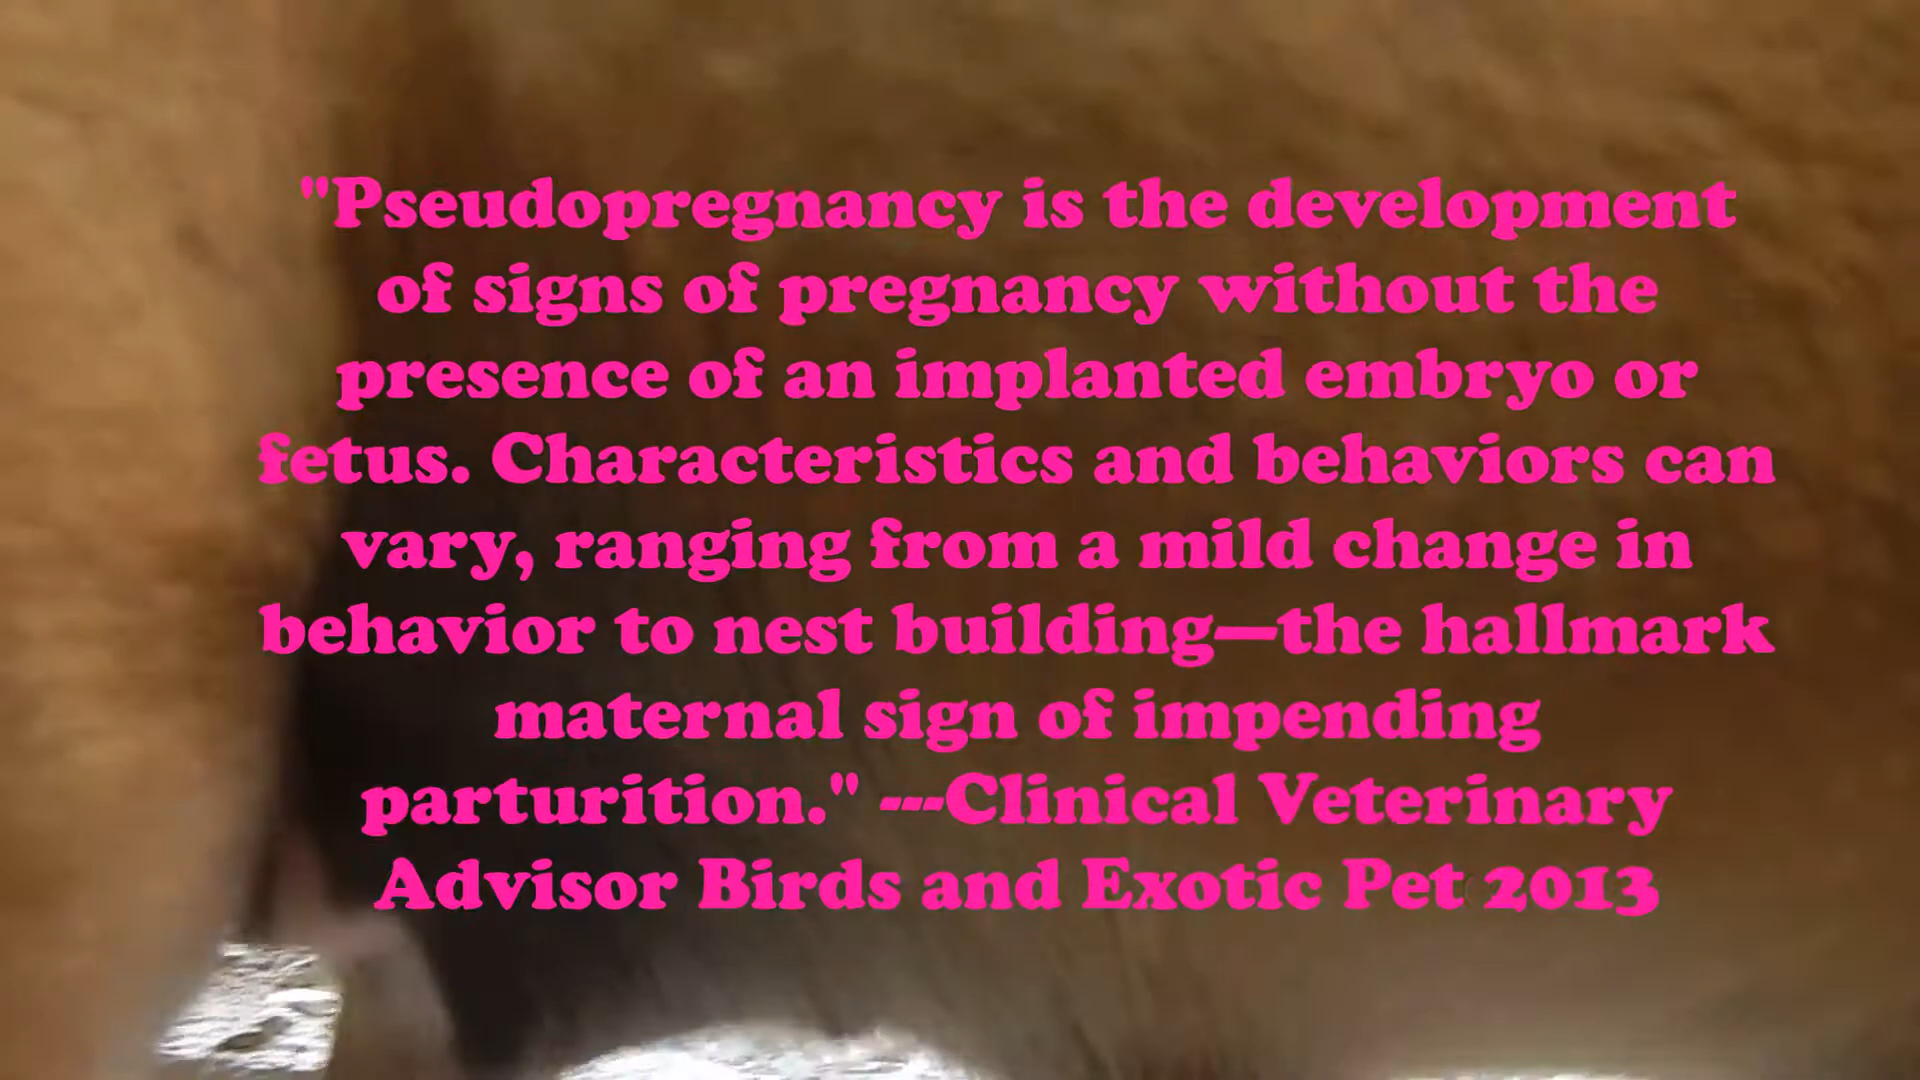 "Pseudopregnancy is the development
of signs of pregnancy without the
presence of an implanted embryo or
fetus. Characteristics and behaviors can
vary, ranging from a mild change in
behavior to nest building—the hallmark
maternal sign of impending
parturition." ---Clinical Veterinary
Advisor Birds and Exotic Pet 2013